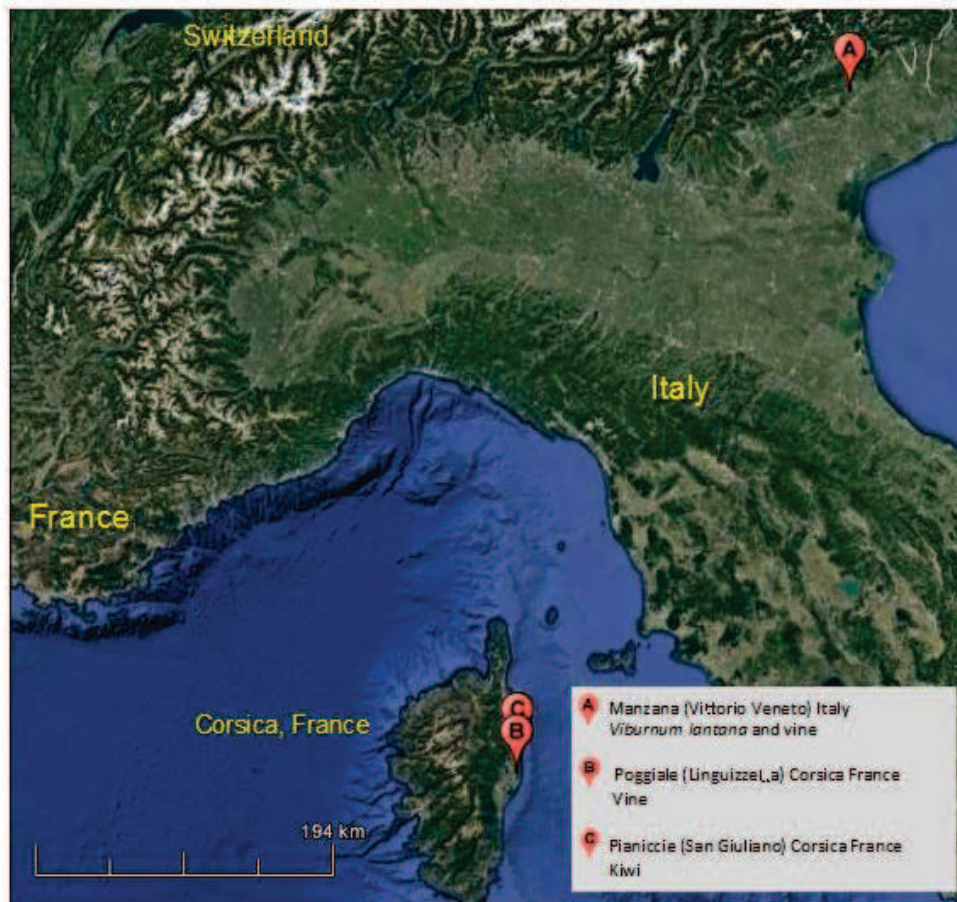 Switzerland
A
Italy
France
Corsica, France
C
B
194 km
A Manzana (Vittorio Veneto) Italy
Viburnum lantana and vine
B Poggiale (Linguizzel,,a) Corsica France
Vine
C Pianiccie (San Giuliano) Corsica France
Kiwi